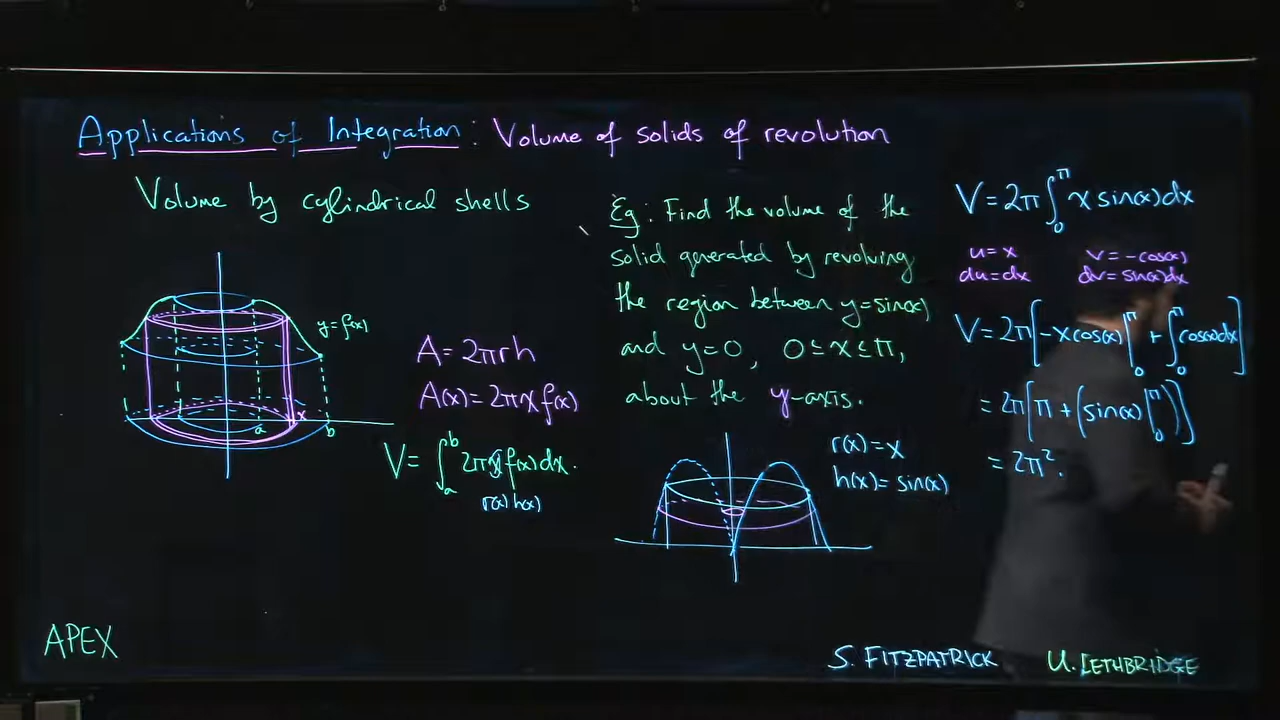 Applications of Integration: Volume of solids of revolution
Volume by cylindrical shells
y=f(x)
x
a
b
A=2πrh
A(x)=2πx f(x)
V=∫_a^b 2πx f(x)dx.
r(x) h(x)
Eg: Find the volume of the
solid generated by revolving
the region between y=sin(x)
and y=0, 0≤x≤π,
about the y-axis.
r(x)=x
h(x)=sin(x)
V=2π∫_0^π x sin(x)dx
u=x v=-cos(x)
du=dx dv=sin(x)dx
V=2π[-xcos(x)|_0^π + ∫_0^π cos(x)dx]
=2π[π+(sin(x)|_0^π)]
=2π².
APEX
S. FITZPATRICK
U. LETHBRIDGE